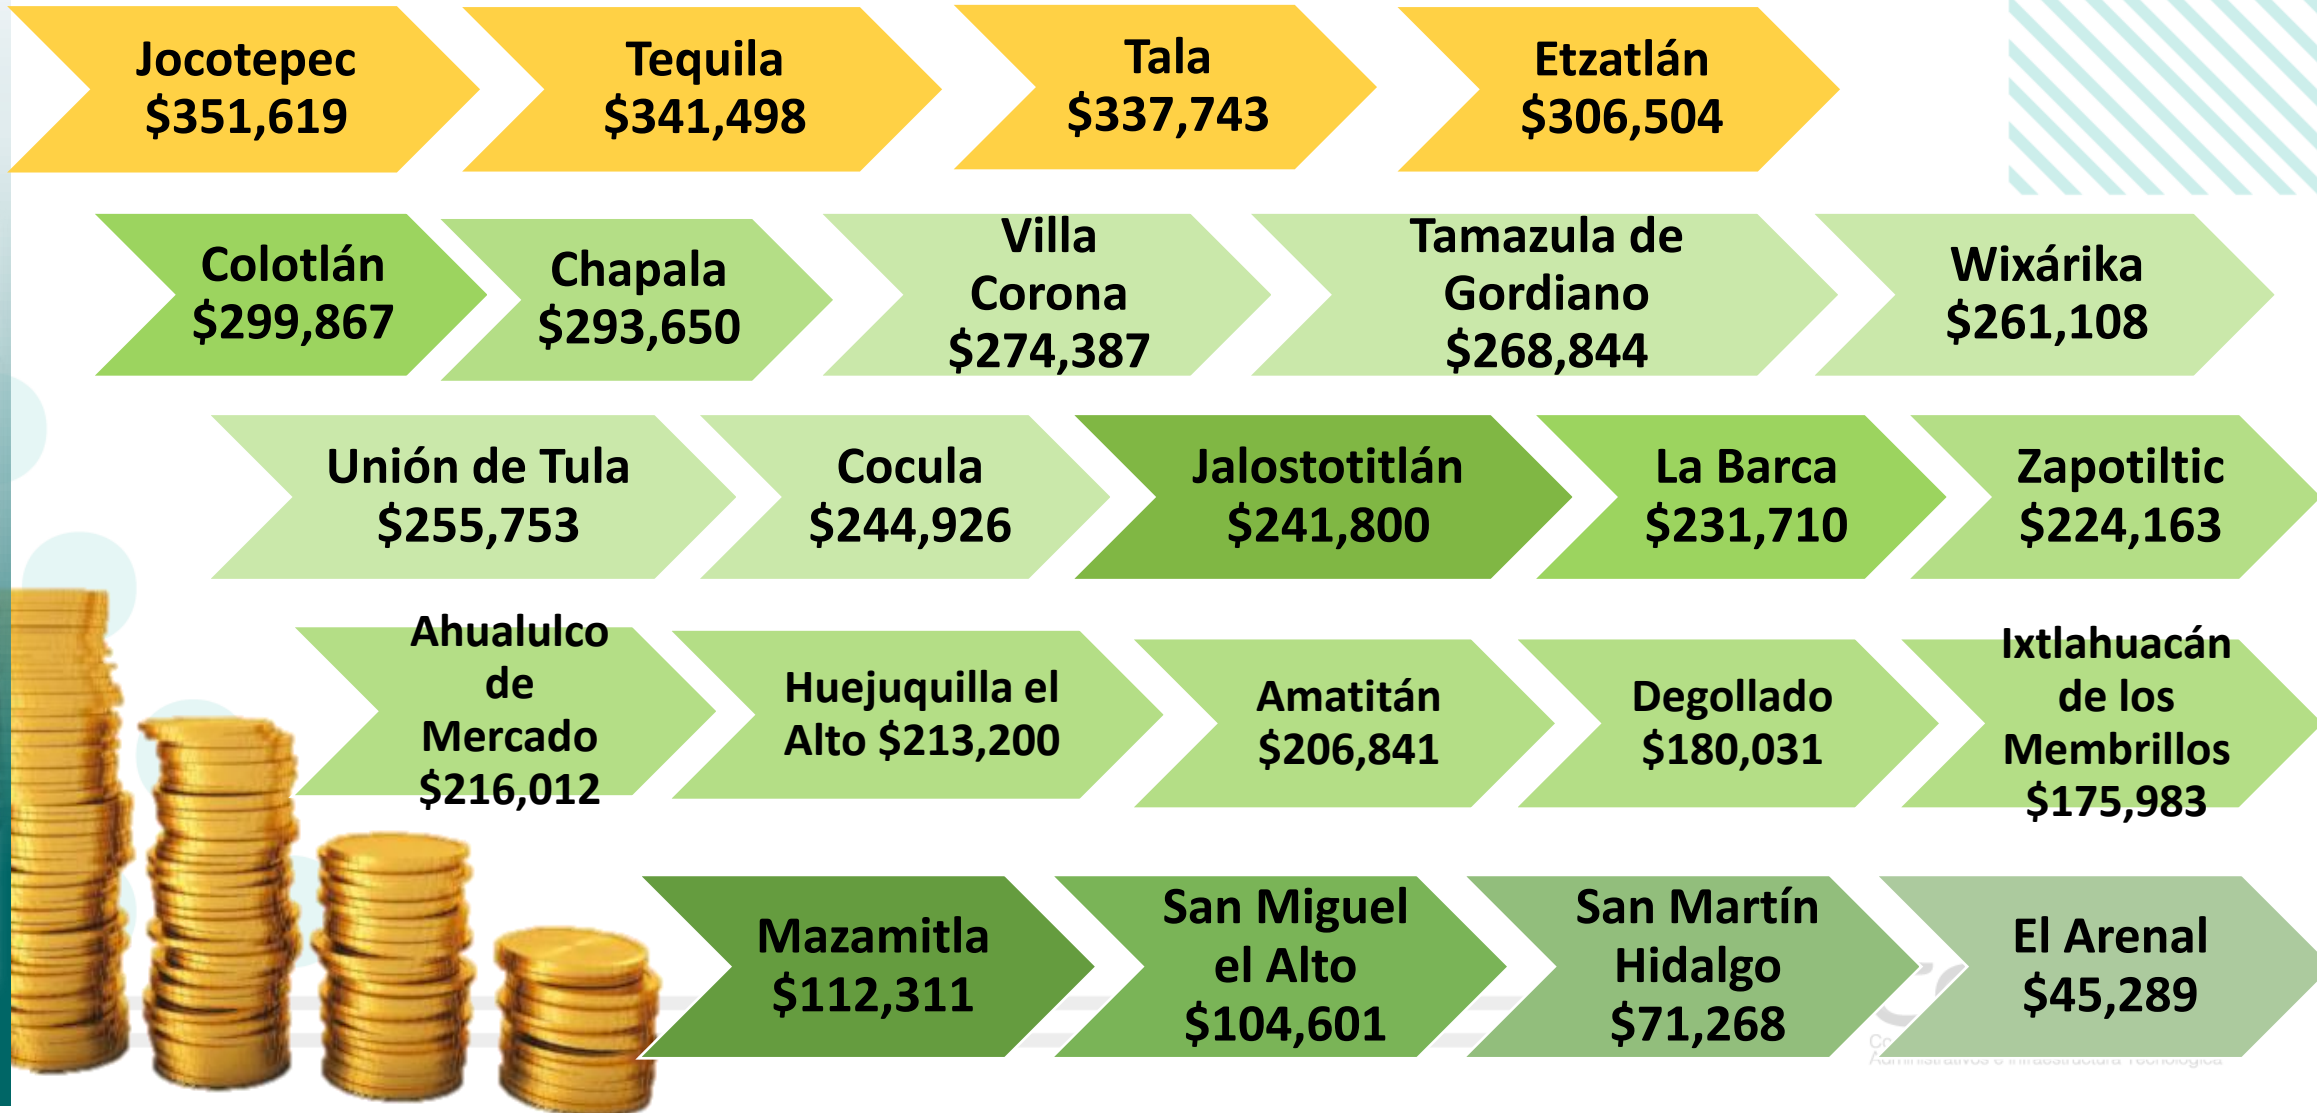 Jocotepec
$351,619
Tequila
$341,498
Tala
$337,743
Etzatlán
$306,504
Colotlán
$299,867
Chapala
$293,650
Villa
Corona
$274,387
Tamazula de
Gordiano
$268,844
Wixárika
$261,108
Unión de Tula
$255,753
Cocula
$244,926
Jalostotitlán
$241,800
La Barca
$231,710
Zapotiltic
$224,163
Ahualulco
de
Mercado
$216,012
Huejuquilla el
Alto $213,200
Amatitán
$206,841
Degollado
$180,031
Ixtlahuacán
de los
Membrillos
$175,983
Mazamitla
$112,311
San Miguel
el Alto
$104,601
San Martín
Hidalgo
$71,268
El Arenal
$45,289